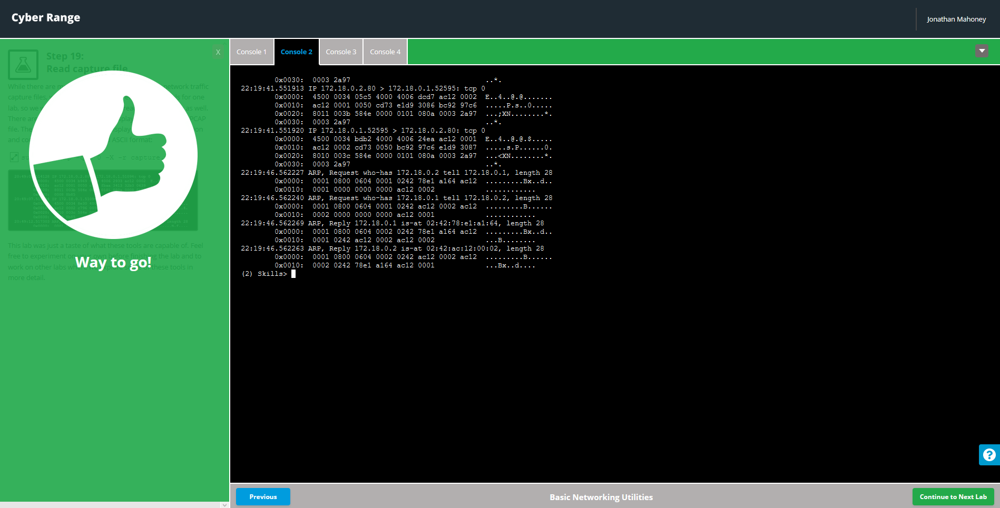 Cyber Range
Jonathan Mahoney
Step 19:
Read capture file
X
While there are
network traffic
capture files,
for one
lab, so we
as well.
There are
PCAP
file. The
on
and
ASCII format:
-X -r capture
This lab was just a taste of what these tools are capable of. Feel
free to experiment on your own before finishing the lab and to
work on other labs where we explore these tools in
more detail.
Way to go!
Console 1
Console 2
Console 3
Console 4
0x0030: 0003 2a97 ..*.
22:19:41.551913 IP 172.18.0.2.80 > 172.18.0.1.52595: tcp 0
0x0000: 4500 0034 05c5 4000 4006 dcd7 ac12 0002 E..4..@.@.......
0x0010: ac12 0001 0050 cd73 e1d9 3086 bc92 97c6 .....P.s..0.....
0x0020: 8011 003b 584e 0000 0101 080a 0003 2a97 ...;XN........*.
0x0030: 0003 2a97 ..*.
22:19:41.551920 IP 172.18.0.1.52595 > 172.18.0.2.80: tcp 0
0x0000: 4500 0034 bdb2 4000 4006 24ea ac12 0001 E..4..@.@.$.....
0x0010: ac12 0002 cd73 0050 bc92 97c6 e1d9 3087 .....s.P......0.
0x0020: 8010 003c 584e 0000 0101 080a 0003 2a97 ...<XN........*.
0x0030: 0003 2a97 ..*.
22:19:46.562227 ARP, Request who-has 172.18.0.2 tell 172.18.0.1, length 28
0x0000: 0001 0800 0604 0001 0242 78e1 a164 ac12 .........Bx..d..
0x0010: 0001 0000 0000 0000 ac12 0002 ............
22:19:46.562240 ARP, Request who-has 172.18.0.1 tell 172.18.0.2, length 28
0x0000: 0001 0800 0604 0001 0242 ac12 0002 ac12 .........B......
0x0010: 0002 0000 0000 0000 ac12 0001 ............
22:19:46.562269 ARP, Reply 172.18.0.1 is-at 02:42:78:e1:a1:64, length 28
0x0000: 0001 0800 0604 0002 0242 78e1 a164 ac12 .........Bx..d..
0x0010: 0001 0242 ac12 0002 ac12 0002 ...B........
22:19:46.562263 ARP, Reply 172.18.0.2 is-at 02:42:ac:12:00:02, length 28
0x0000: 0001 0800 0604 0002 0242 ac12 0002 ac12 .........B......
0x0010: 0002 0242 78e1 a164 ac12 0001 ...Bx..d....
(2) Skills>
?
Previous
Basic Networking Utilities
Continue to Next Lab